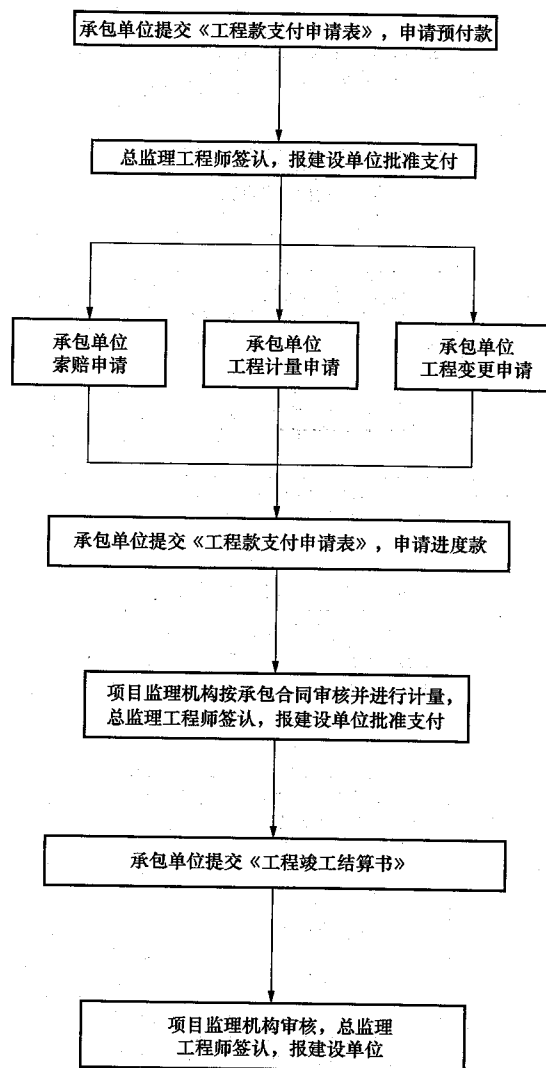 承包单位提交《工程款支付申请表》，申请预付款
总监理工程师签认，报建设单位批准支付
承包单位
索赔申请
承包单位
工程计量申请
承包单位
工程变更申请
承包单位提交《工程款支付申请表》，申请进度款
项目监理机构按承包合同审核并进行计量，
总监理工程师签认，报建设单位批准支付
承包单位提交《工程竣工结算书》
项目监理机构审核，总监理
工程师签认，报建设单位